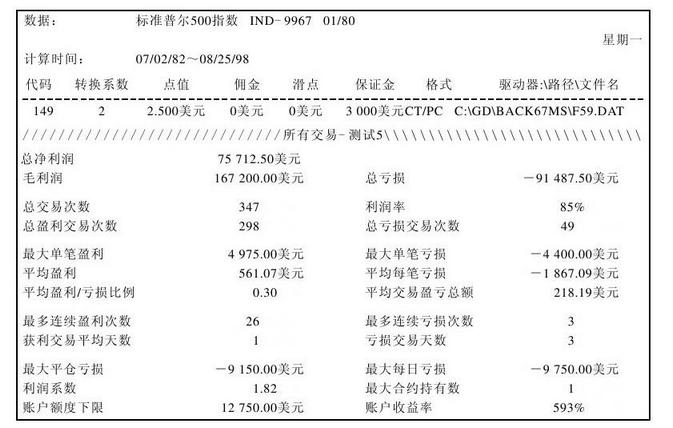 数据: 标准普尔500指数 IND-9967 01/80
星期一
计算时间: 07/02/82～08/25/98
代码 转换系数 点值 佣金 滑点 保证金 格式 驱动器:\路径\文件名
149 2 2.500美元 0美元 0美元 3 000美元CT/PC C:\GD\BACK67MS\F59.DAT
/////////////////////////////所有交易-测试5\\\\\\\\\\\\\\\\\\\\\\\\\\\\\
总净利润 75 712.50美元
毛利润 167 200.00美元 总亏损 －91 487.50美元
总交易次数 347 利润率 85%
总盈利交易次数 298 总亏损交易次数 49
最大单笔盈利 4 975.00美元 最大单笔亏损 －4 400.00美元
平均盈利 561.07美元 平均每笔亏损 －1 867.09美元
平均盈利/亏损比例 0.30 平均交易盈亏总额 218.19美元
最多连续盈利次数 26 最多连续亏损次数 3
获利交易平均天数 1 亏损交易天数 3
最大平仓亏损 －9 150.00美元 最大每日亏损 －9 750.00美元
利润系数 1.82 最大合约持有数 1
账户额度下限 12 750.00美元 账户收益率 593%